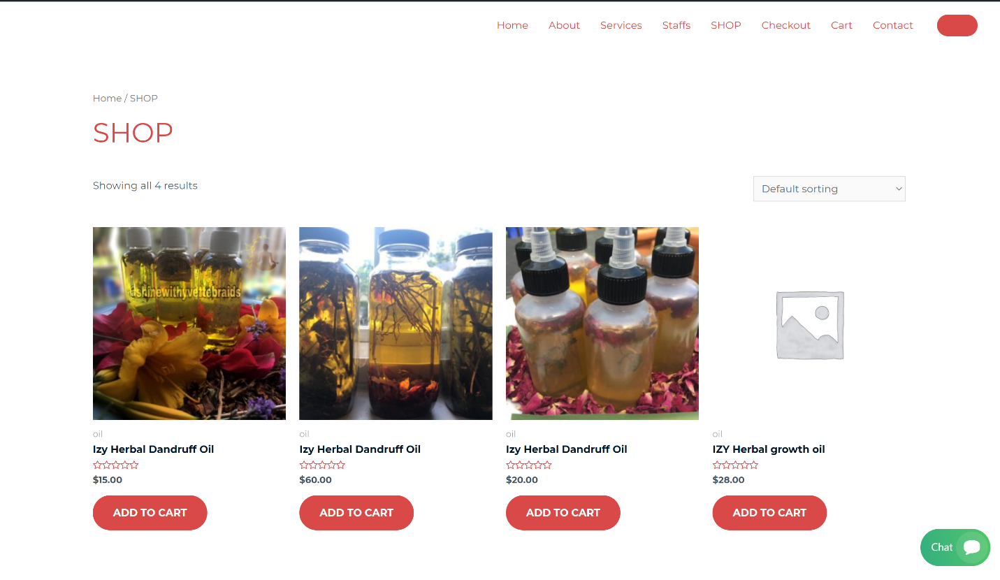 Home About Services Staffs SHOP Checkout Cart Contact
Home / SHOP
SHOP
Showing all 4 results
Default sorting
@shinewithyvettebraids
oil
Izy Herbal Dandruff Oil
$15.00
ADD TO CART
oil
Izy Herbal Dandruff Oil
$60.00
ADD TO CART
oil
Izy Herbal Dandruff Oil
$20.00
ADD TO CART
oil
IZY Herbal growth oil
$28.00
ADD TO CART
Chat